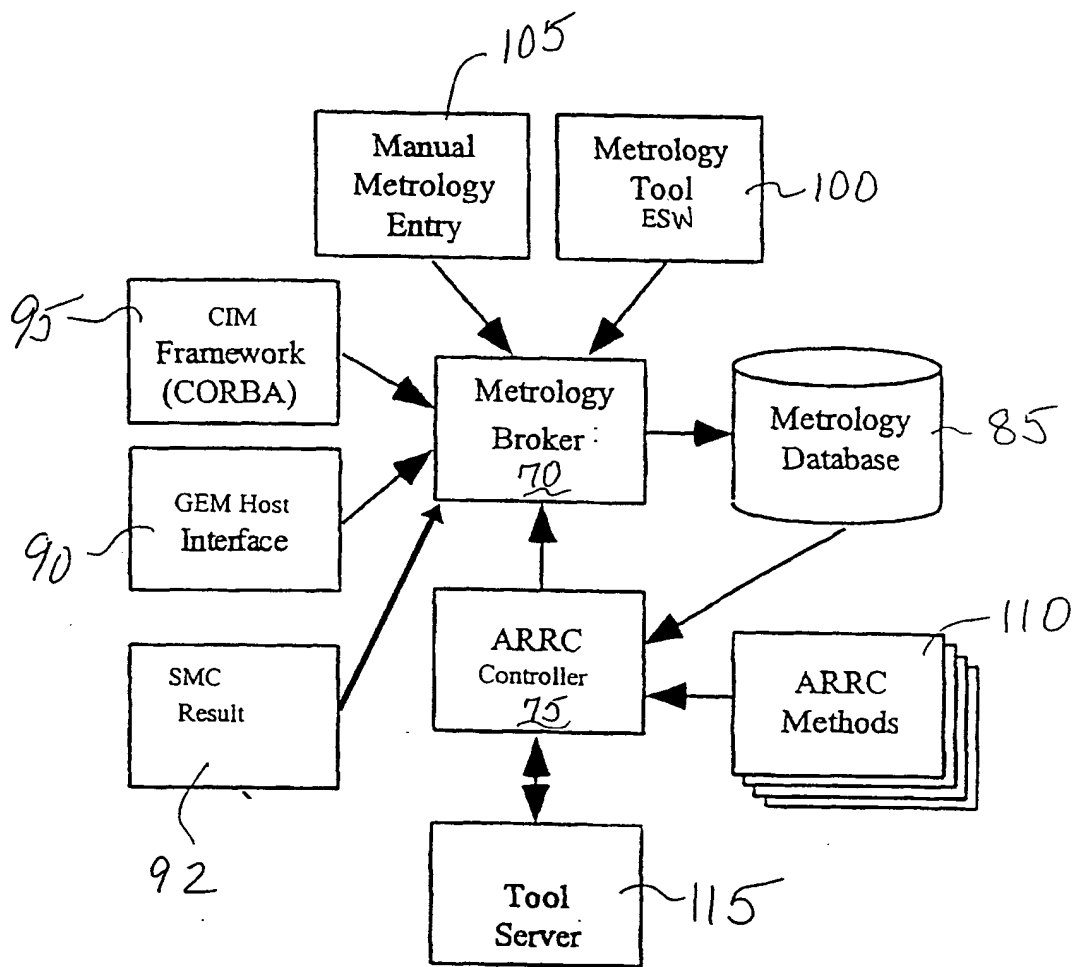 105
Manual
Metrology
Entry
Metrology
Tool
ESW
100
95
CIM
Framework
(CORBA)
Metrology
Broker :
70
Metrology
Database
85
90
GEM Host
Interface
ARRC
Controller
75
110
ARRC
Methods
SMC
Result
92
Tool
Server
115